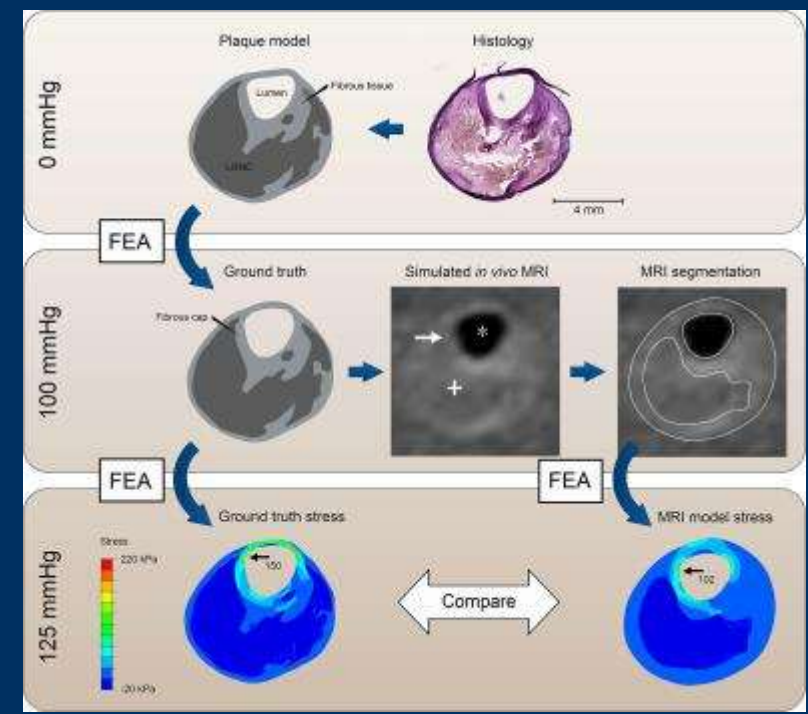 Plaque model
Histology
0 mmHg
Lumen
Fibrous tissue
LRNC
4 mm
FEA
Ground truth
Simulated in vivo MRI
MRI segmentation
100 mmHg
Fibrous cap
*
+
FEA
FEA
Ground truth stress
MRI model stress
125 mmHg
Stress
220 kPa
150
102
Compare
-20 kPa